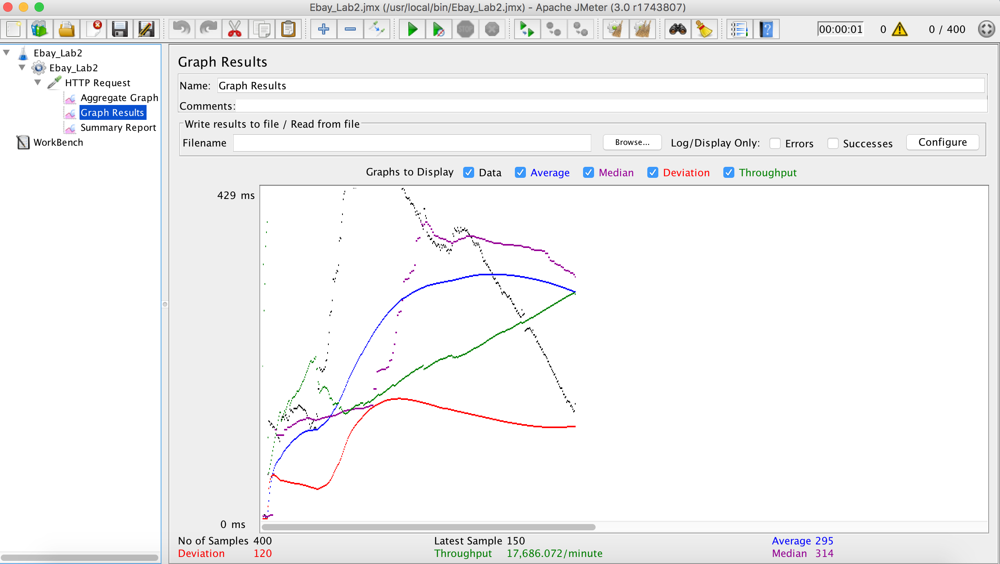 Ebay_Lab2.jmx (/usr/local/bin/Ebay_Lab2.jmx) - Apache JMeter (3.0 r1743807)
STOP
00:00:01 0 0 / 400
Ebay_Lab2
Ebay_Lab2
HTTP Request
Aggregate Graph
Graph Results
Summary Report
WorkBench
Graph Results
Name: Graph Results
Comments:
Write results to file / Read from file
Filename Browse... Log/Display Only: Errors Successes Configure
Graphs to Display Data Average Median Deviation Throughput
429 ms
0 ms
No of Samples 400 Latest Sample 150 Average 295
Deviation 120 Throughput 17,686.072/minute Median 314